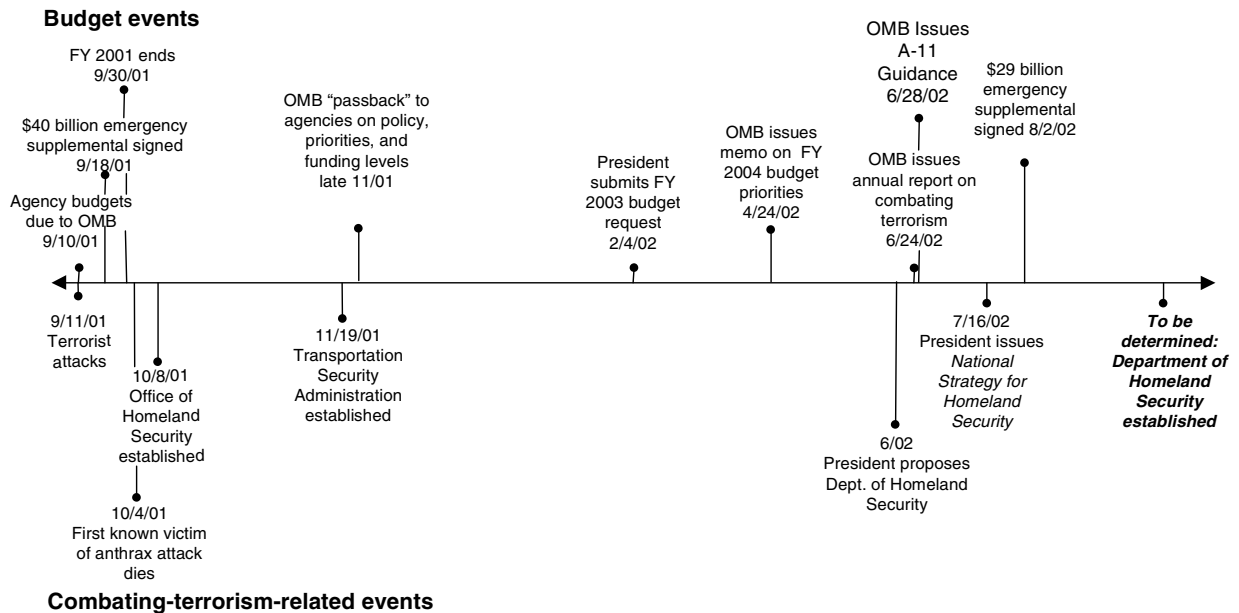 Budget events
FY 2001 ends
9/30/01
$40 billion emergency
supplemental signed
9/18/01
Agency budgets
due to OMB
9/10/01
OMB “passback” to
agencies on policy,
priorities, and
funding levels
late 11/01
President
submits FY
2003 budget
request
2/4/02
OMB issues
memo on FY
2004 budget
priorities
4/24/02
OMB Issues
A-11
Guidance
6/28/02
OMB issues
annual report on
combating
terrorism
6/24/02
$29 billion
emergency
supplemental
signed 8/2/02
9/11/01
Terrorist
attacks
10/8/01
Office of
Homeland
Security
established
10/4/01
First known victim
of anthrax attack
dies
11/19/01
Transportation
Security
Administration
established
6/02
President proposes
Dept. of Homeland
Security
7/16/02
President issues
National
Strategy for
Homeland
Security
To be
determined:
Department of
Homeland
Security
established
Combating-terrorism-related events